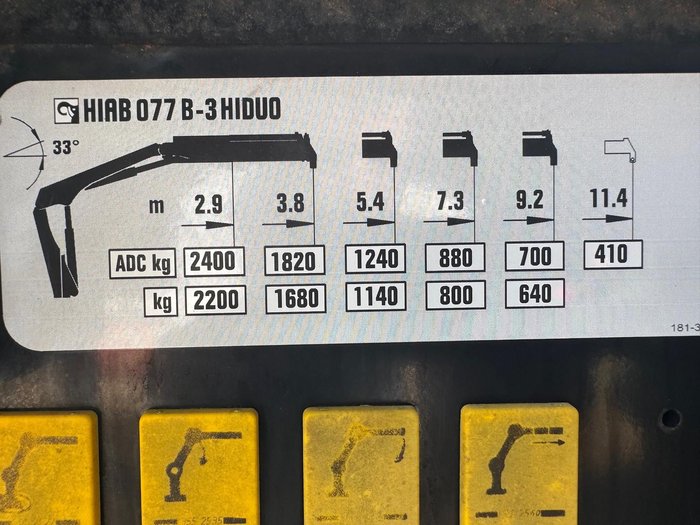 HIAB 077 B-3 HIDUO
33°
m 2.9 3.8 5.4 7.3 9.2 11.4
ADC kg 2400 1820 1240 880 700 410
kg 2200 1680 1140 800 640
181-3